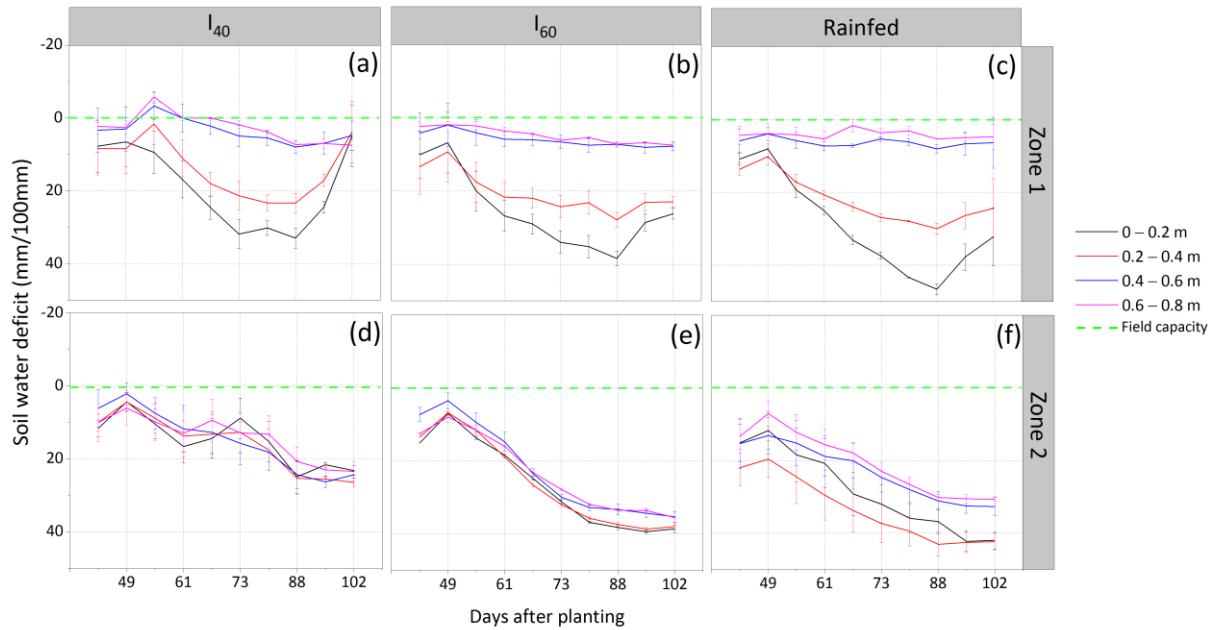 I₄₀
I₆₀
Rainfed
-20
0
20
40
(a)
(b)
(c)
Zone 1
-20
0
20
40
(d)
(e)
(f)
Zone 2
Soil water deficit (mm/100mm)
49 61 73 88 102
49 61 73 88 102
49 61 73 88 102
Days after planting
0 – 0.2 m
0.2 – 0.4 m
0.4 – 0.6 m
0.6 – 0.8 m
Field capacity